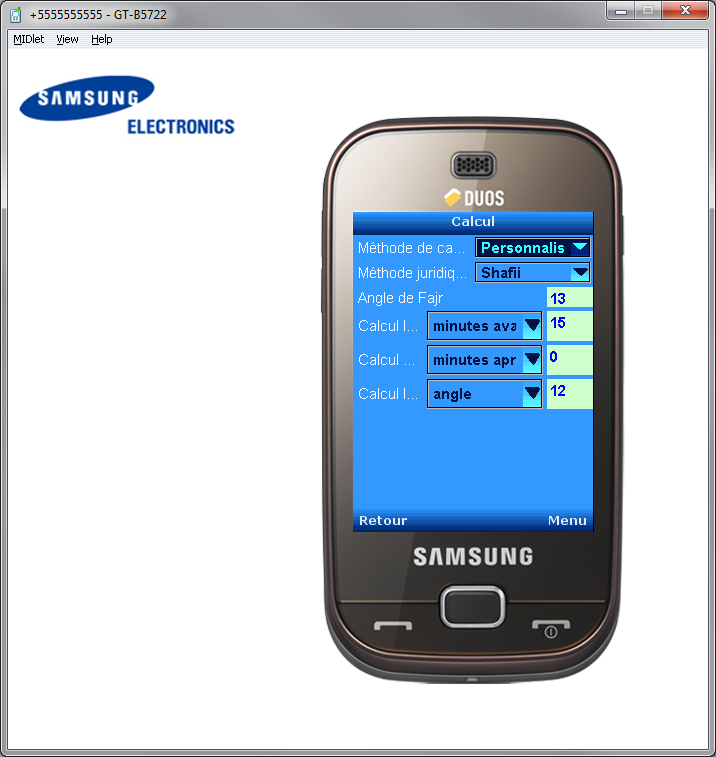 +5555555555 - GT-B5722
MIDlet View Help
SAMSUNG
ELECTRONICS
DUOS
Calcul
Méthode de ca... Personnalis
Méthode juridiq... Shafii
Angle de Fajr 13
Calcul I... minutes ava 15
Calcul ... minutes apr 0
Calcul I... angle 12
Retour Menu
SAMSUNG